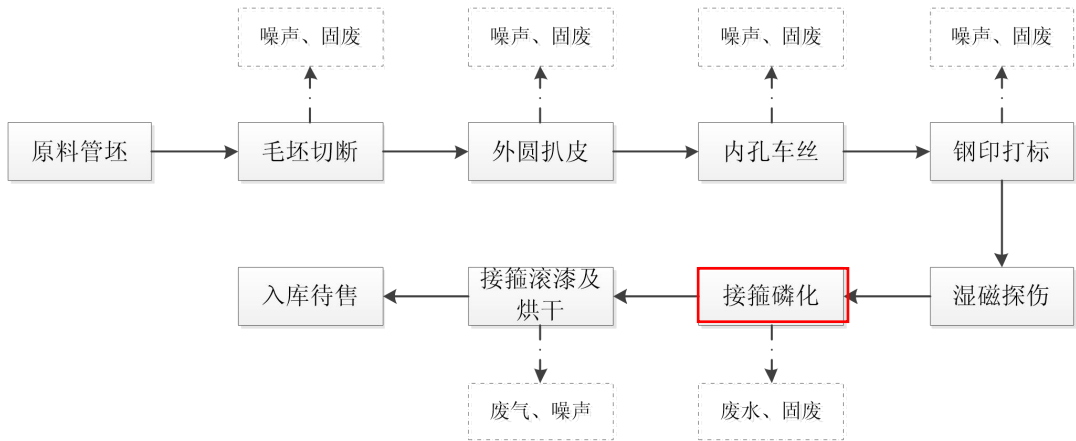 噪声、固废
噪声、固废
噪声、固废
噪声、固废
原料管坯
毛坯切断
外圆扒皮
内孔车丝
钢印打标
入库待售
接箍滚漆及
烘干
接箍磷化
湿磁探伤
废气、噪声
废水、固废